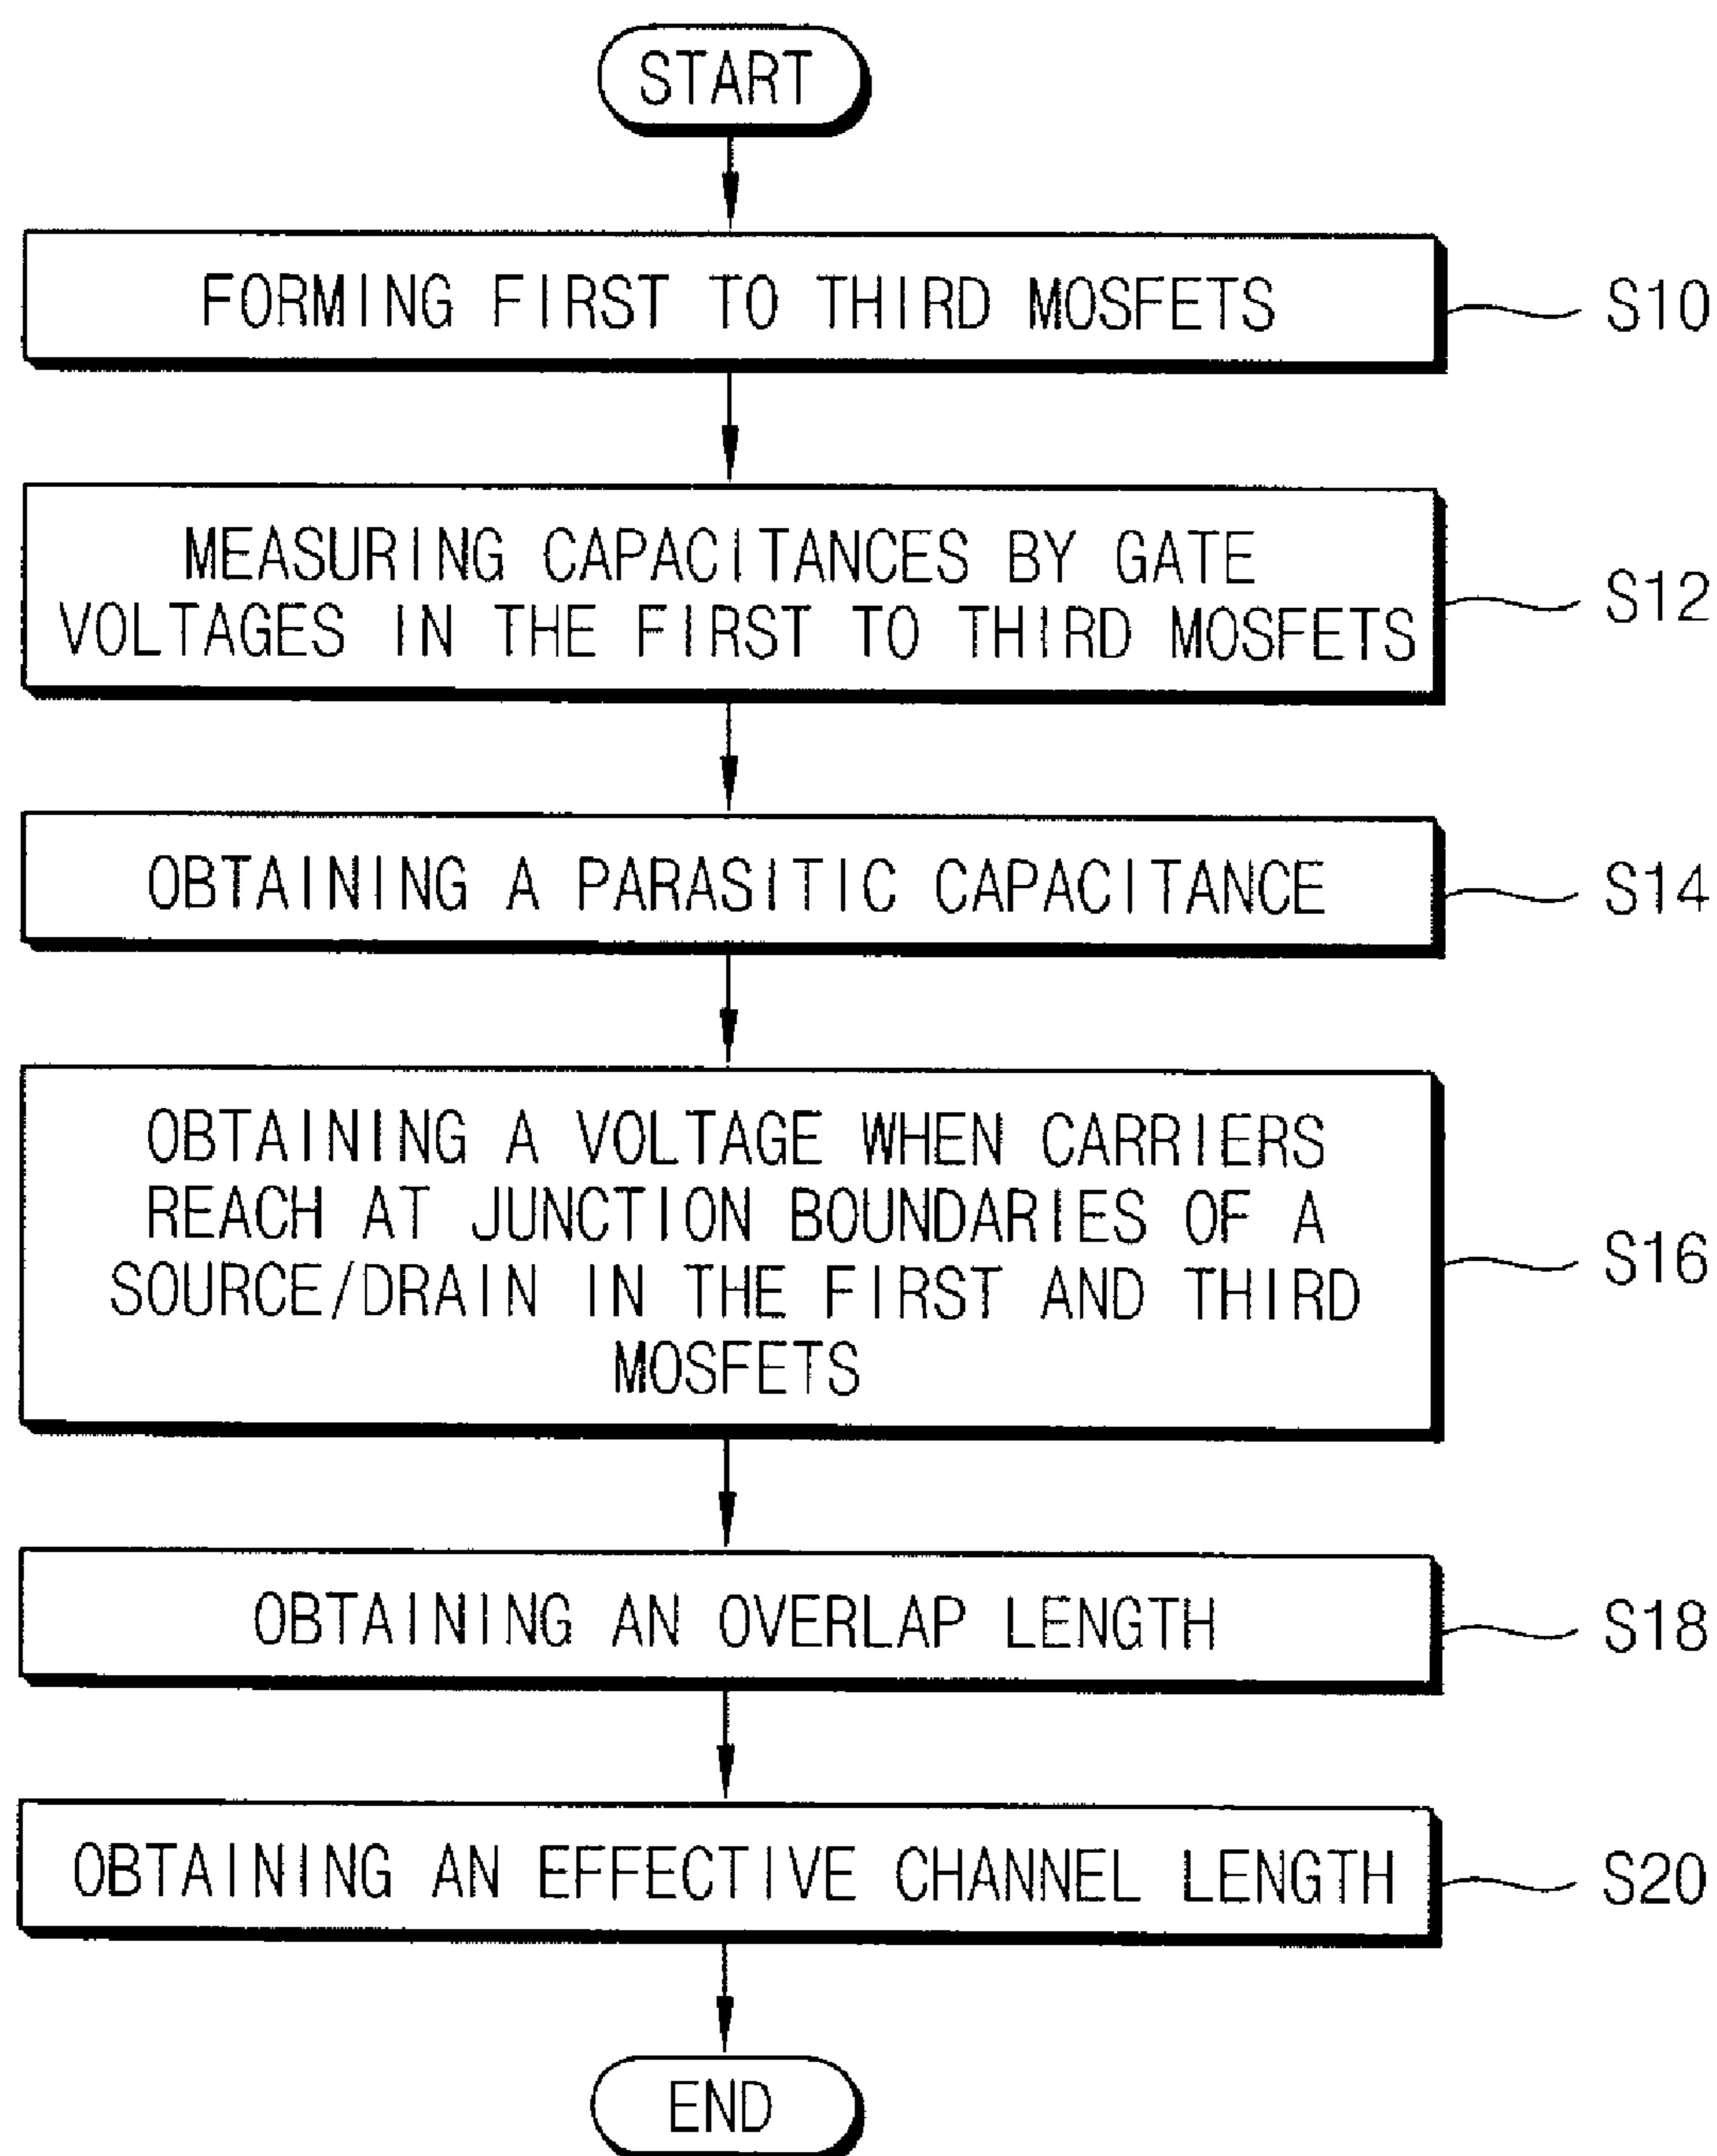 START
FORMING FIRST TO THIRD MOSFETS
S10
MEASURING CAPACITANCES BY GATE
VOLTAGES IN THE FIRST TO THIRD MOSFETS
S12
OBTAINING A PARASITIC CAPACITANCE
S14
OBTAINING A VOLTAGE WHEN CARRIERS
REACH AT JUNCTION BOUNDARIES OF A
SOURCE/DRAIN IN THE FIRST AND THIRD
MOSFETS
S16
OBTAINING AN OVERLAP LENGTH
S18
OBTAINING AN EFFECTIVE CHANNEL LENGTH
S20
END